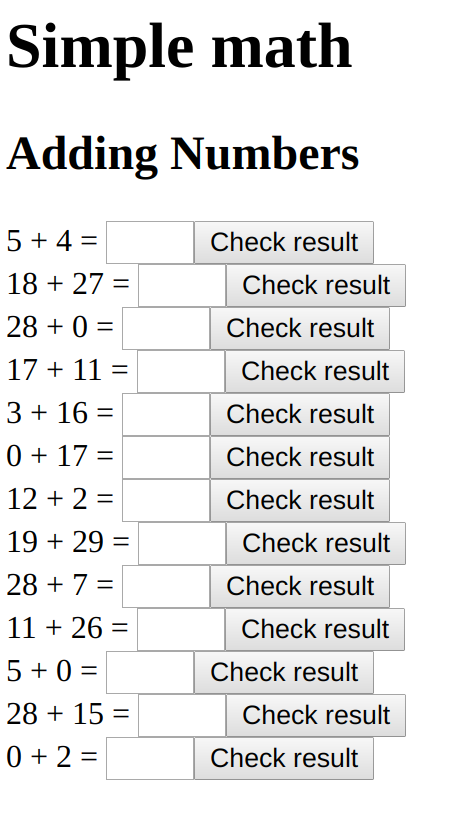 Simple math
Adding Numbers
5 + 4 = Check result
18 + 27 = Check result
28 + 0 = Check result
17 + 11 = Check result
3 + 16 = Check result
0 + 17 = Check result
12 + 2 = Check result
19 + 29 = Check result
28 + 7 = Check result
11 + 26 = Check result
5 + 0 = Check result
28 + 15 = Check result
0 + 2 = Check result